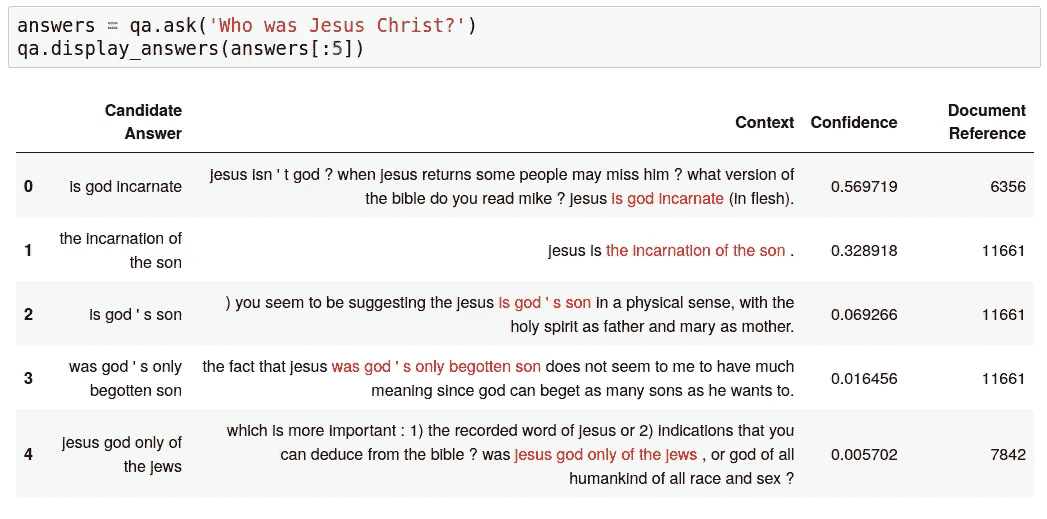 answers = qa.ask('Who was Jesus Christ?')
qa.display_answers(answers[:5])
Candidate Answer Context Confidence Document Reference
0 is god incarnate jesus isn ' t god ? when jesus returns some people may miss him ? what version of
the bible do you read mike ? jesus is god incarnate (in flesh). 0.569719 6356
1 the incarnation of
the son jesus is the incarnation of the son . 0.328918 11661
2 is god ' s son ) you seem to be suggesting the jesus is god ' s son in a physical sense, with the
holy spirit as father and mary as mother. 0.069266 11661
3 was god ' s only
begotten son the fact that jesus was god ' s only begotten son does not seem to me to have much
meaning since god can beget as many sons as he wants to. 0.016456 11661
4 jesus god only of
the jews which is more important : 1) the recorded word of jesus or 2) indications that you
can deduce from the bible ? was jesus god only of the jews , or god of all
humankind of all race and sex ? 0.005702 7842